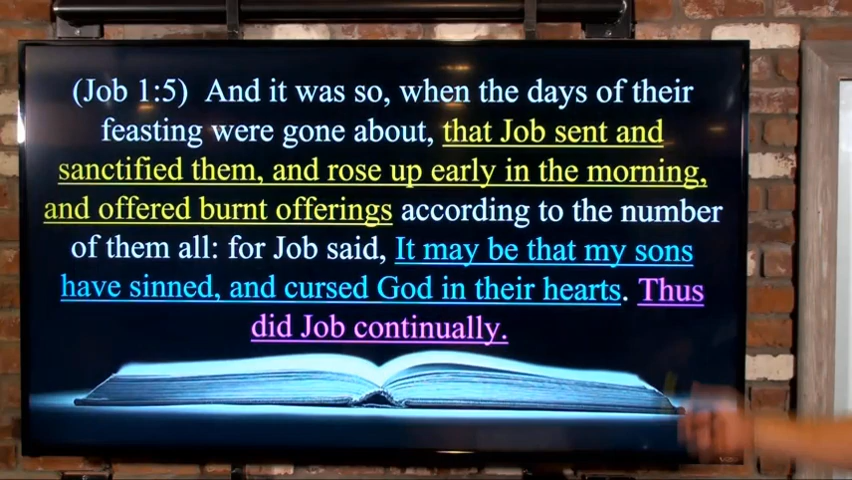 (Job 1:5) And it was so, when the days of their
feasting were gone about, that Job sent and
sanctified them, and rose up early in the morning,
and offered burnt offerings according to the number
of them all: for Job said, It may be that my sons
have sinned, and cursed God in their hearts. Thus
did Job continually.